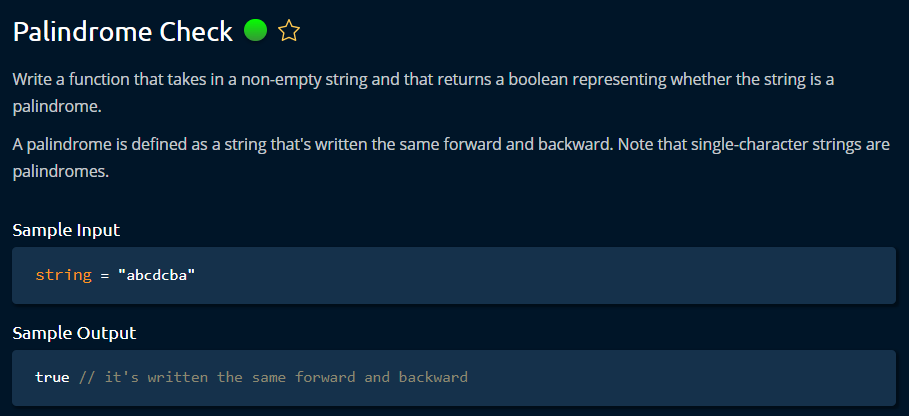 Palindrome Check
Write a function that takes in a non-empty string and that returns a boolean representing whether the string is a
palindrome.
A palindrome is defined as a string that's written the same forward and backward. Note that single-character strings are
palindromes.
Sample Input
string = "abcdcba"
Sample Output
true // it's written the same forward and backward